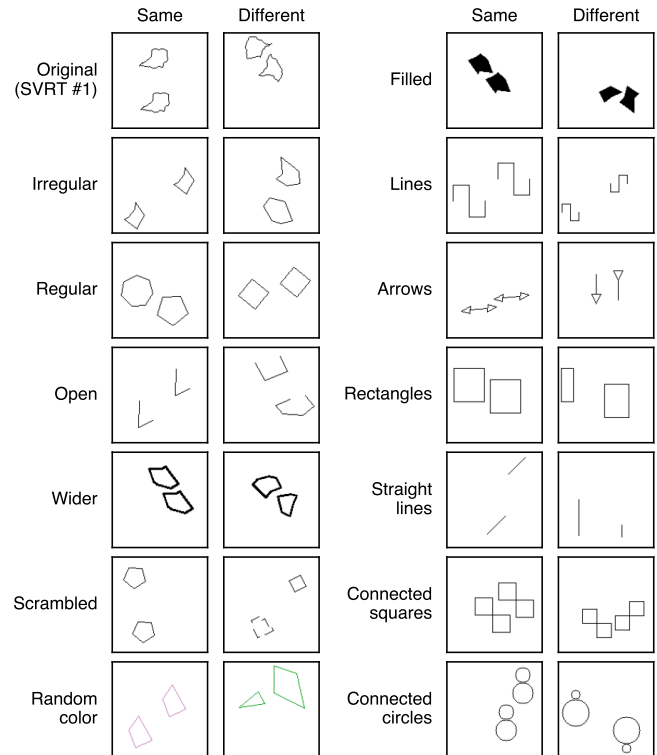 Same Different Same Different
Original
(SVRT #1)
Filled
Irregular
Lines
Regular
Arrows
Open
Rectangles
Wider
Straight
lines
Scrambled
Connected
squares
Random
color
Connected
circles